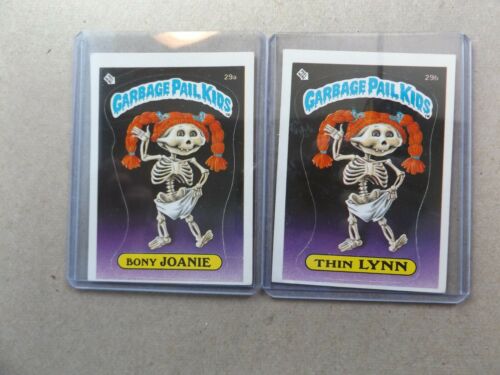 29a
GARBAGE PAIL KIDS
BONY JOANIE
29b
GARBAGE PAIL KIDS
THIN LYNN